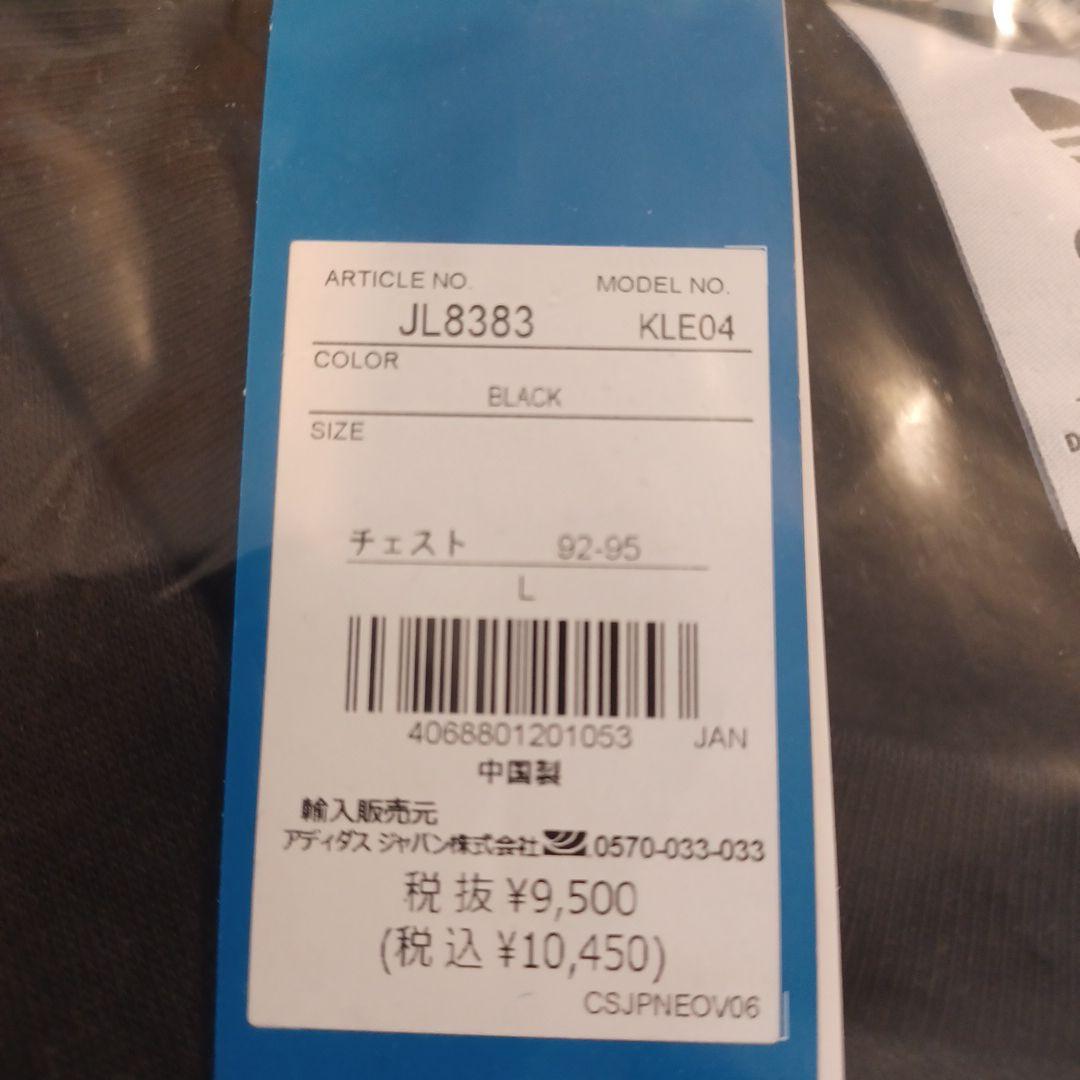 ARTICLE NO. MODEL NO.
JL8383 KLE04
COLOR
BLACK
SIZE
チェスト 92-95
L
4068801201053 JAN
中国製
輸入販売元
アディダス ジャパン株式会社 0570-033-033
税抜 ¥9,500
(税込 ¥10,450)
CSJPNEOV06